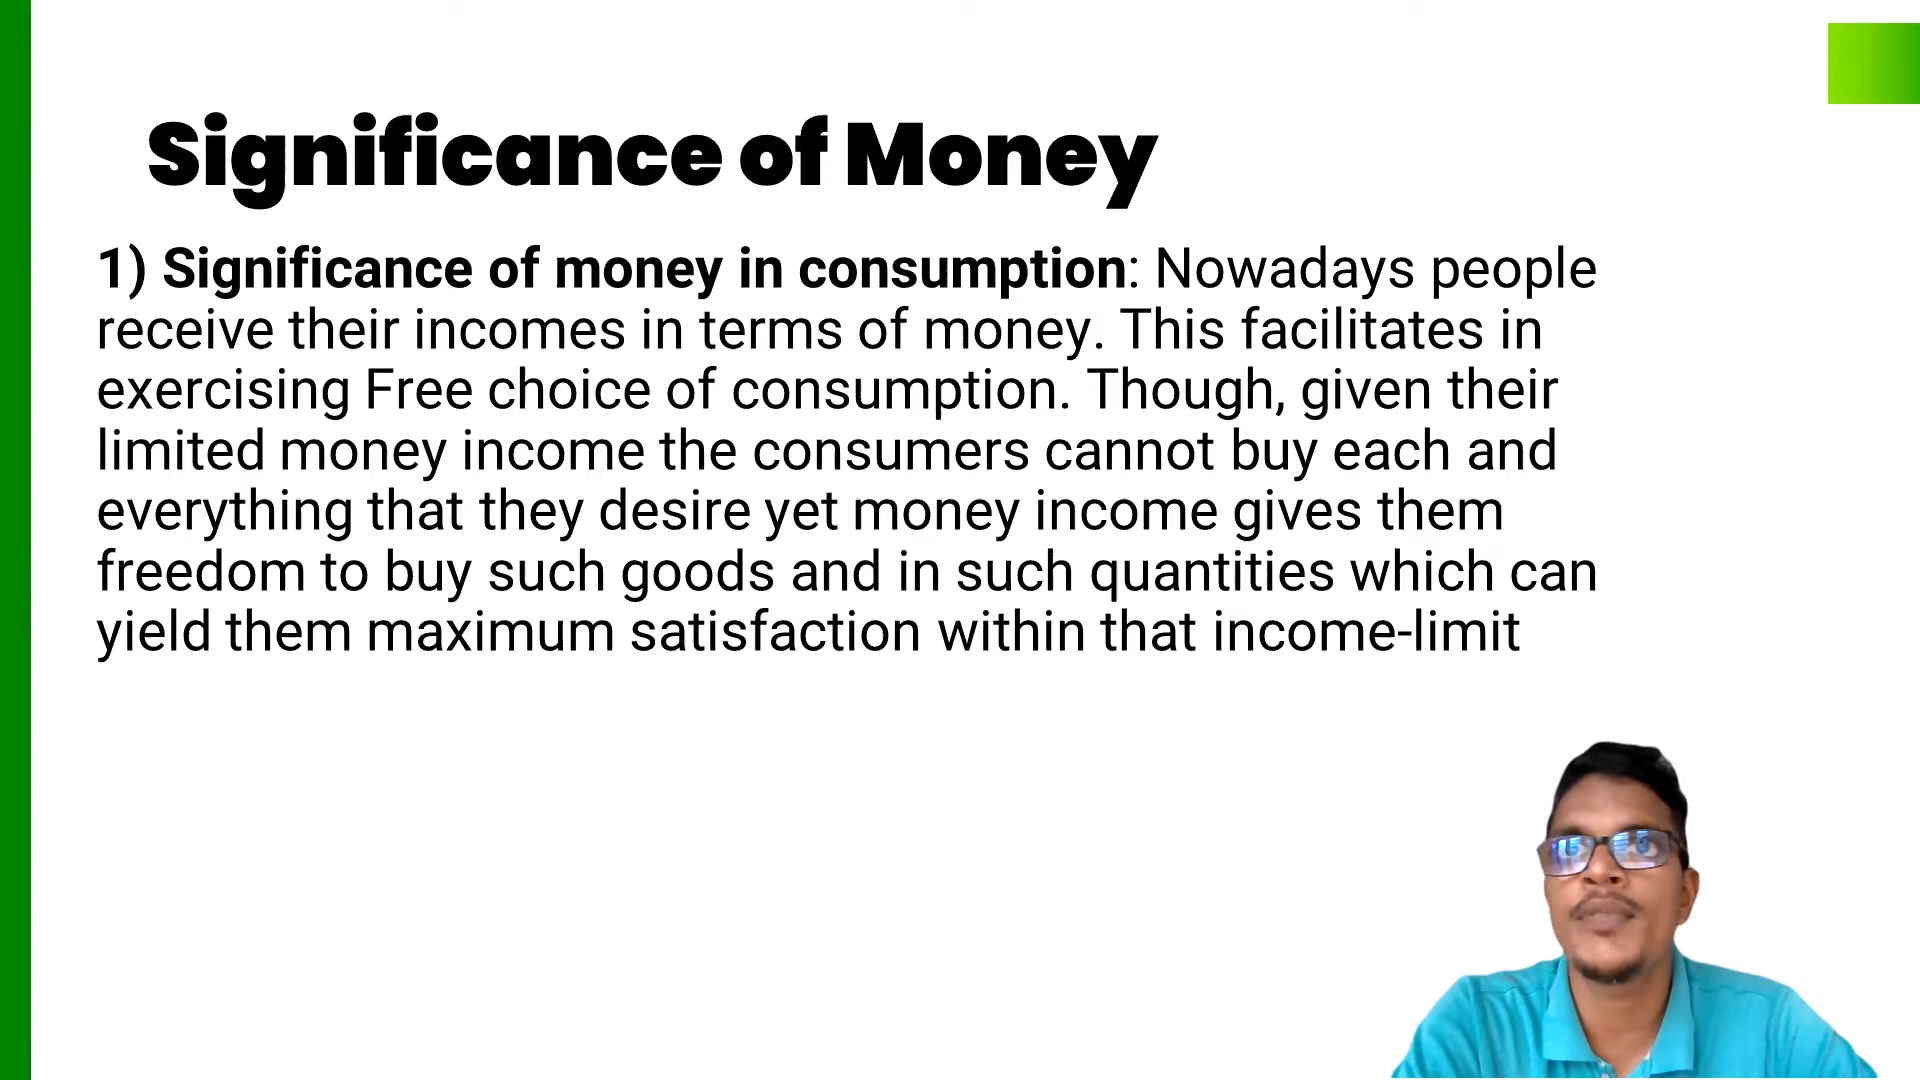 Significance of Money
1) Significance of money in consumption: Nowadays people
receive their incomes in terms of money. This facilitates in
exercising Free choice of consumption. Though, given their
limited money income the consumers cannot buy each and
everything that they desire yet money income gives them
freedom to buy such goods and in such quantities which can
yield them maximum satisfaction within that income-limit